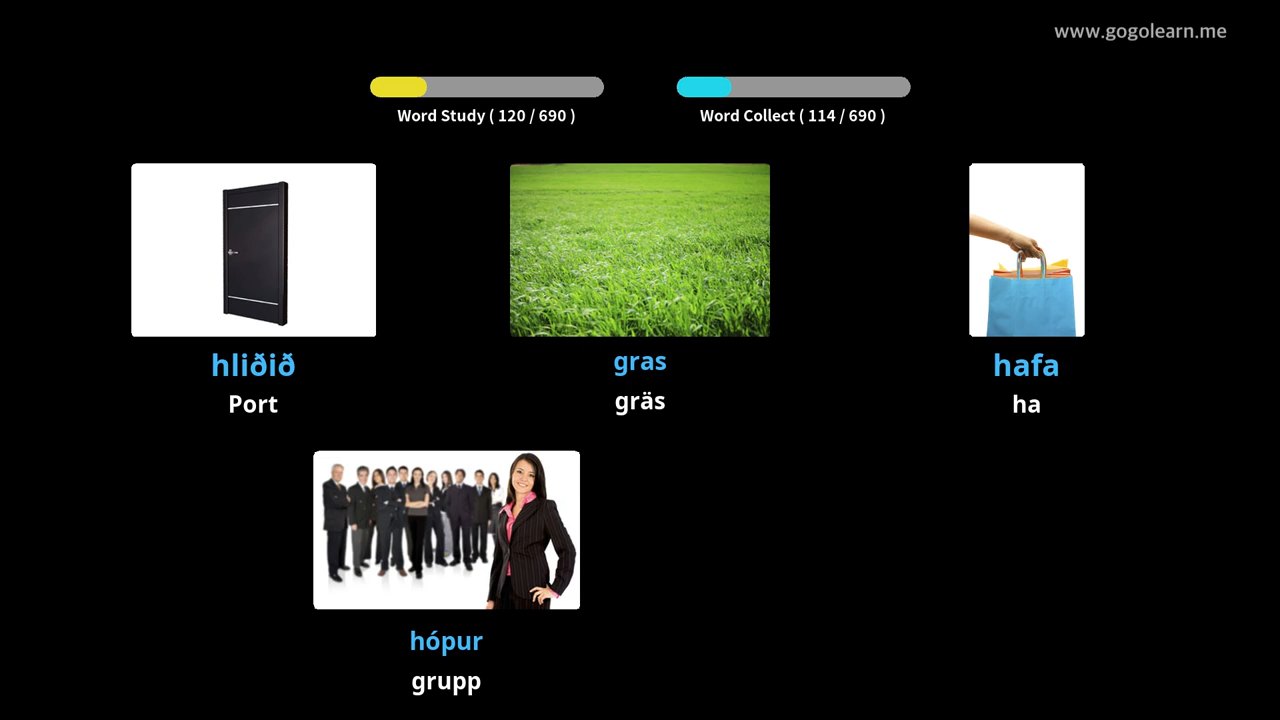 www.gogolearn.me
Word Study ( 120 / 690 )
Word Collect ( 114 / 690 )
hliðið
Port
gras
gräs
hafa
ha
hópur
grupp